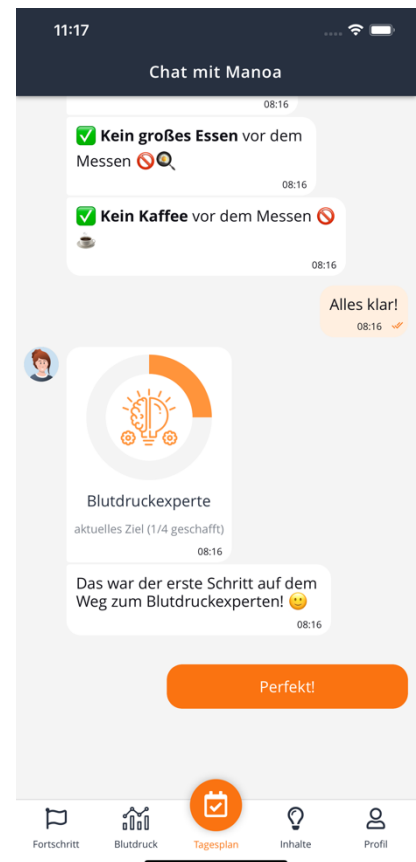 11:17
Chat mit Manoa
08:16
✅ Kein großes Essen vor dem
Messen 🚫🍳
08:16
✅ Kein Kaffee vor dem Messen 🚫
☕
08:16
Alles klar!
08:16
Blutdruckexperte
aktuelles Ziel (1/4 geschafft)
08:16
Das war der erste Schritt auf dem
Weg zum Blutdruckexperten! 🙂
08:16
Perfekt!
Fortschritt
Blutdruck
Tagesplan
Inhalte
Profil